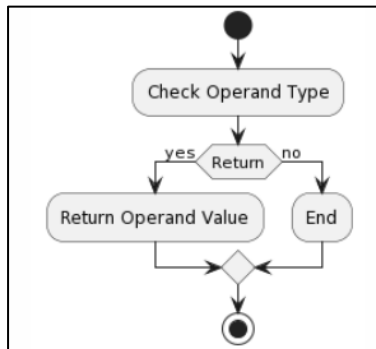 Check Operand Type
yes
Return
no
Return Operand Value
End